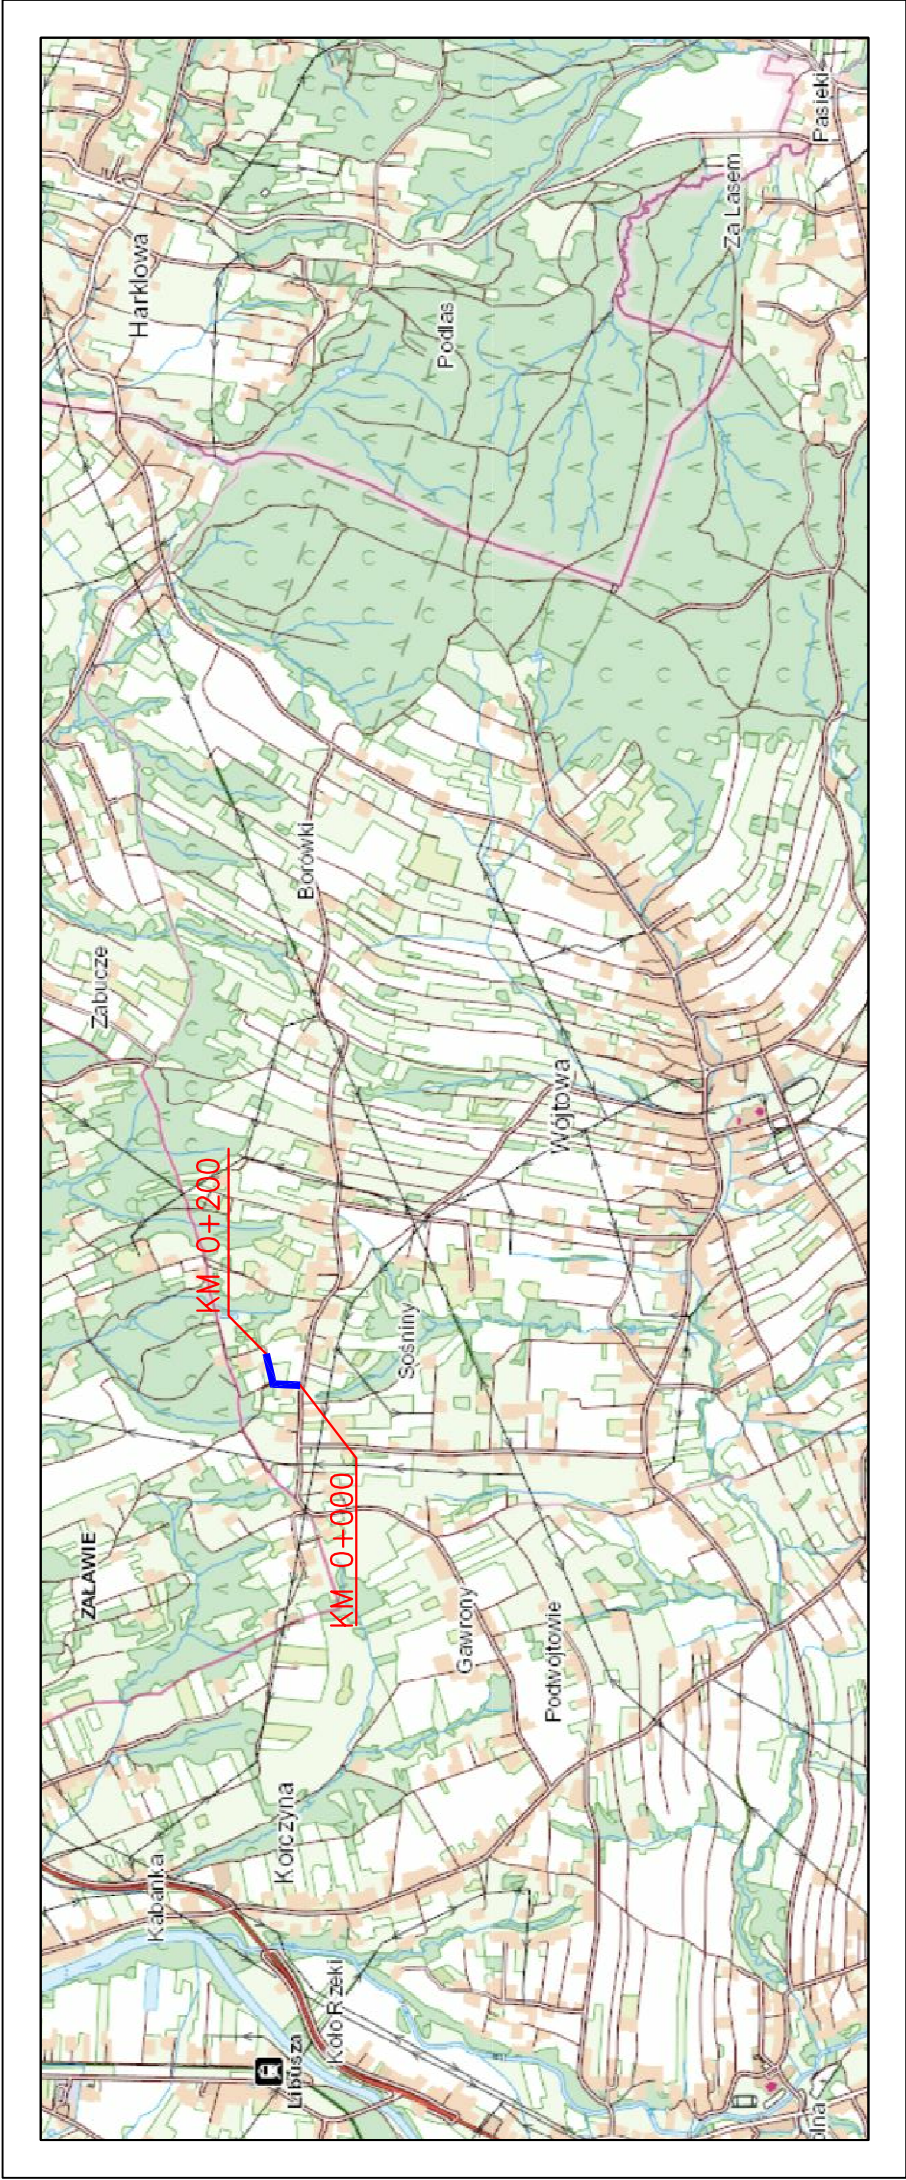 Pasieki
Za Lasem
Harklowa
Podlas
Borówki
Zabucze
Wójtowa
KM 0+200
Sośniny
KM 0+000
ZAŁAWIE
Gawrony
Podwójtowie
Korczyna
Kabanka
Koło Rzeki
Libusza
olna